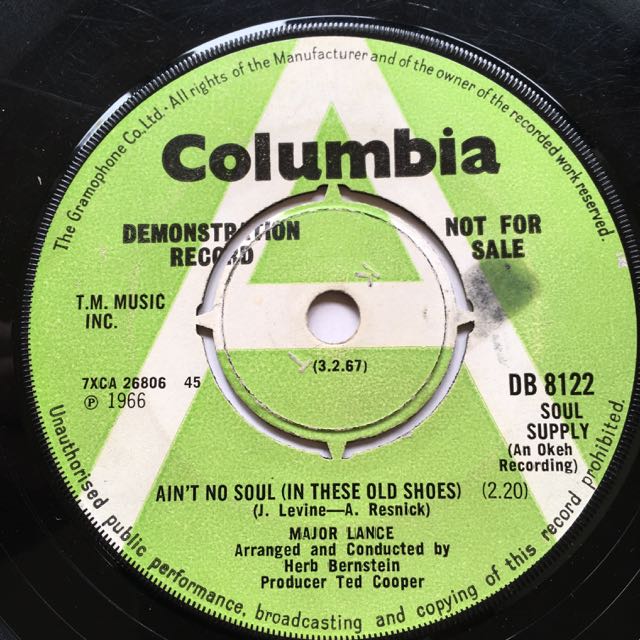 The Gramophone Co. Ltd. · All rights of the Manufacturer and of the owner of the recorded work reserved.
Columbia
DEMONSTRATION
RECORD
NOT FOR
SALE
T.M. MUSIC
INC.
(3.2.67)
7XCA 26806 45
Ⓟ 1966
DB 8122
SOUL
SUPPLY
(An Okeh
Recording)
AIN'T NO SOUL (IN THESE OLD SHOES) (2.20)
(J. Levine—A. Resnick)
MAJOR LANCE
Arranged and Conducted by
Herb Bernstein
Producer Ted Cooper
Unauthorised public performance, broadcasting and copying of this record prohibited.